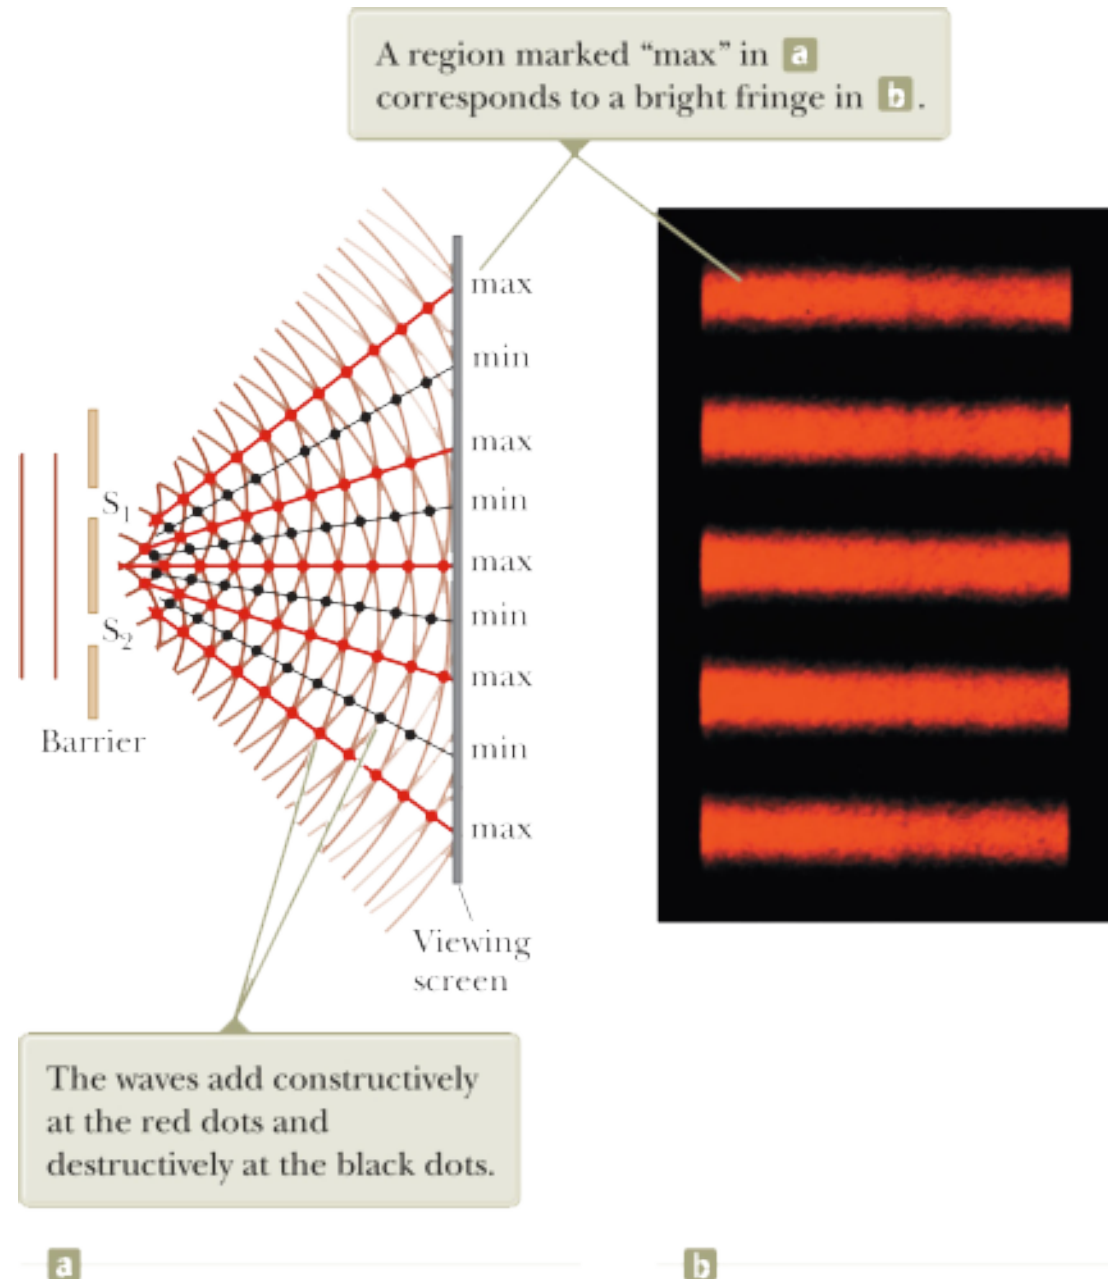 A region marked “max” in a
corresponds to a bright fringe in b.
max
min
max
S1
min
max
min
S2
max
Barrier
min
max
Viewing
screen
The waves add constructively
at the red dots and
destructively at the black dots.
a
b